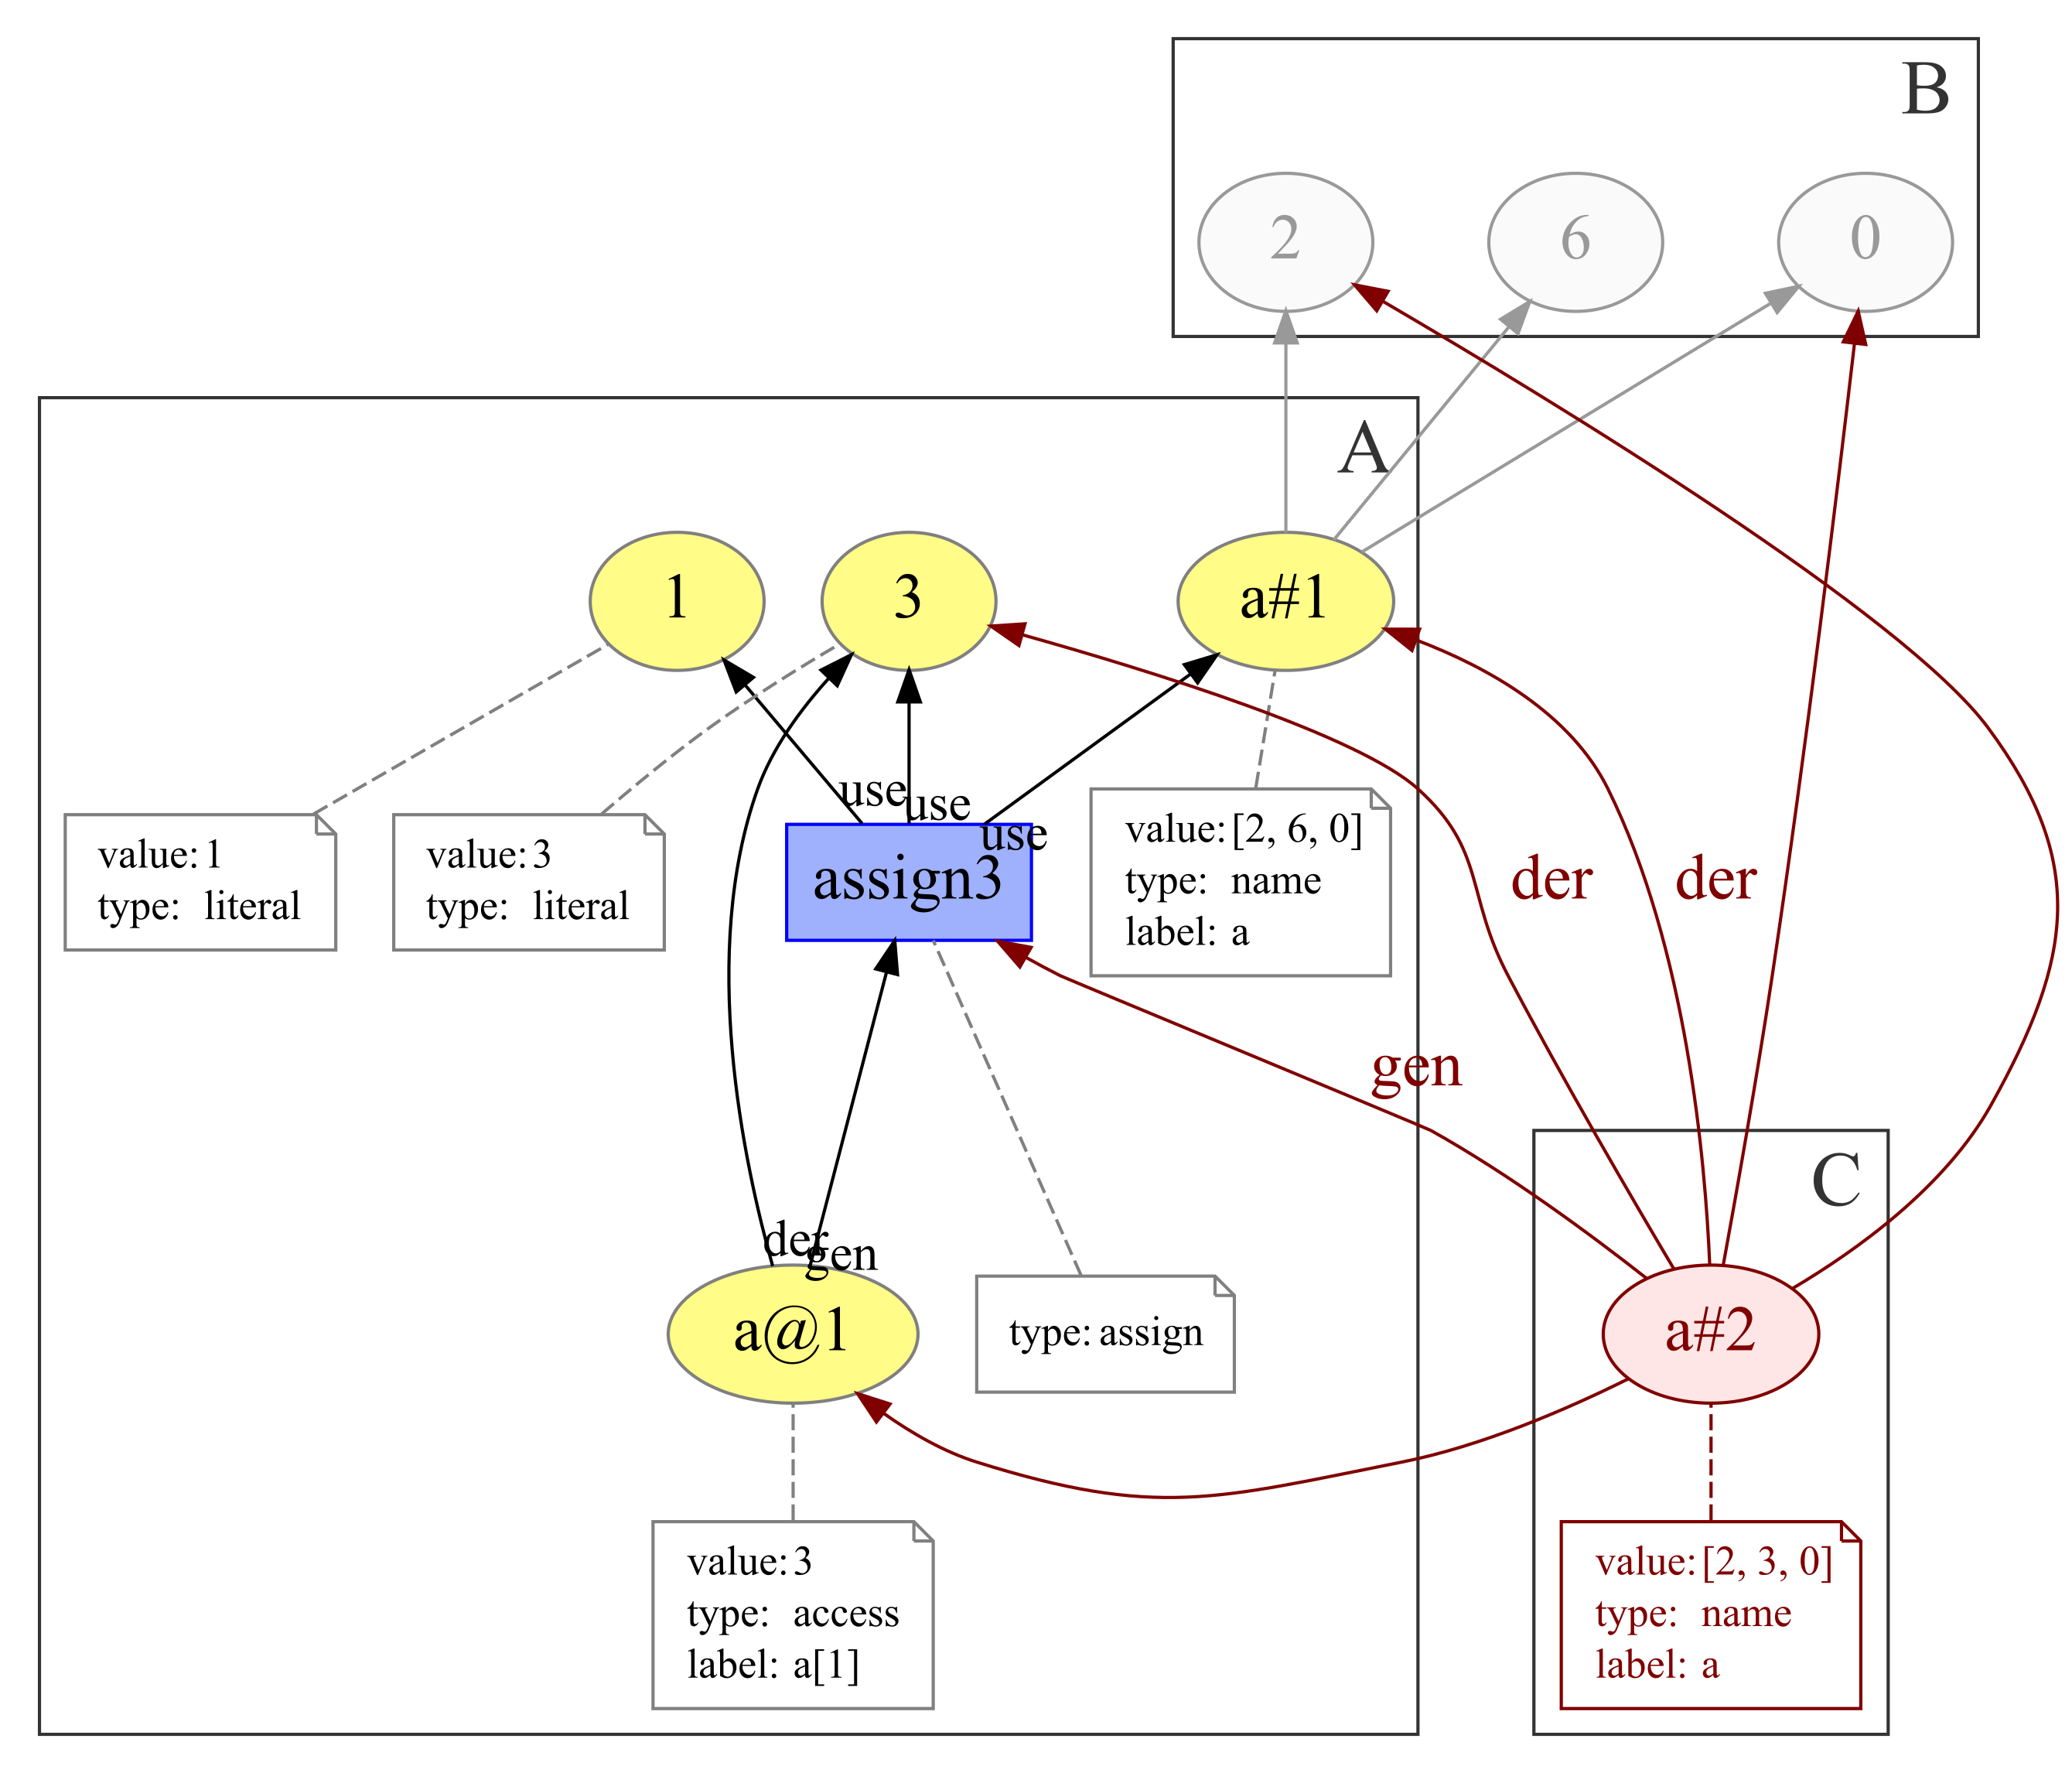 B
2
6
0
A
1
3
a#1
use
use
use
value: 1
type: literal
value: 3
type: literal
assign3
value: [2, 6, 0]
type: name
label: a
der
der
gen
C
der
gen
a@1
type: assign
a#2
value: 3
type: access
label: a[1]
value: [2, 3, 0]
type: name
label: a